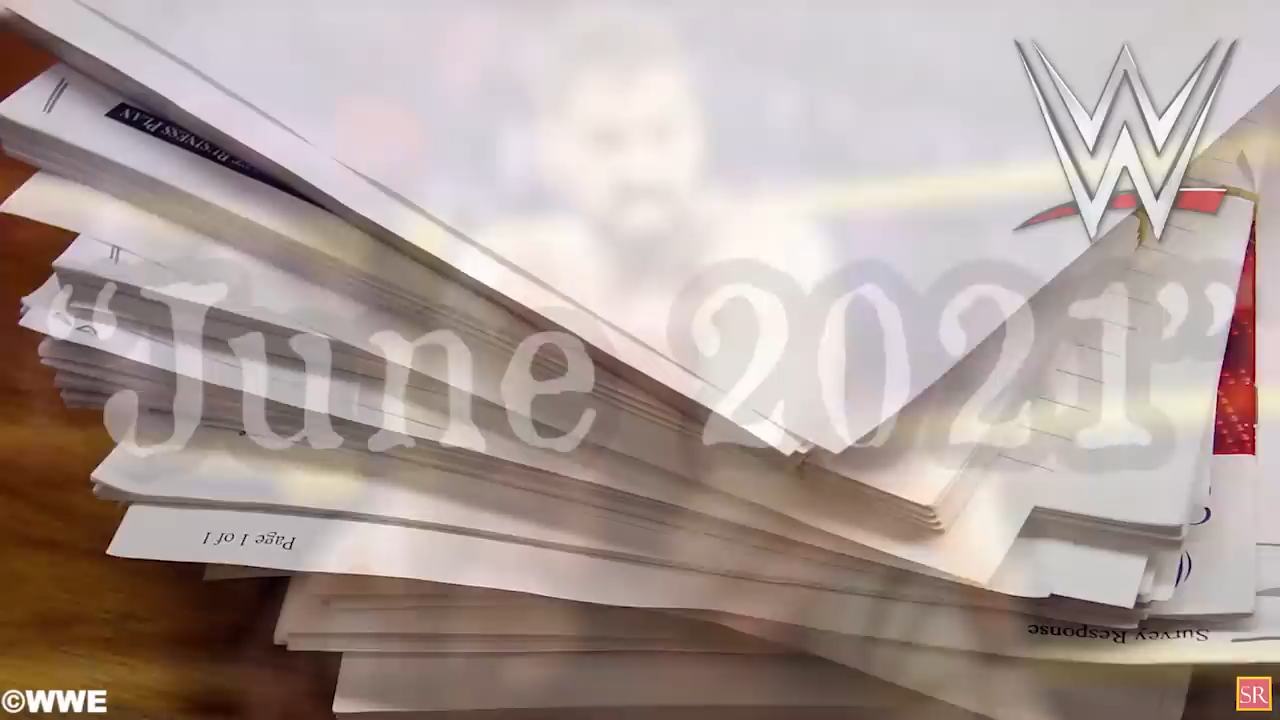 BUSINESS PLAN
W
“June 2021”
Page 1 of 1
Survey Response
©WWE
SR